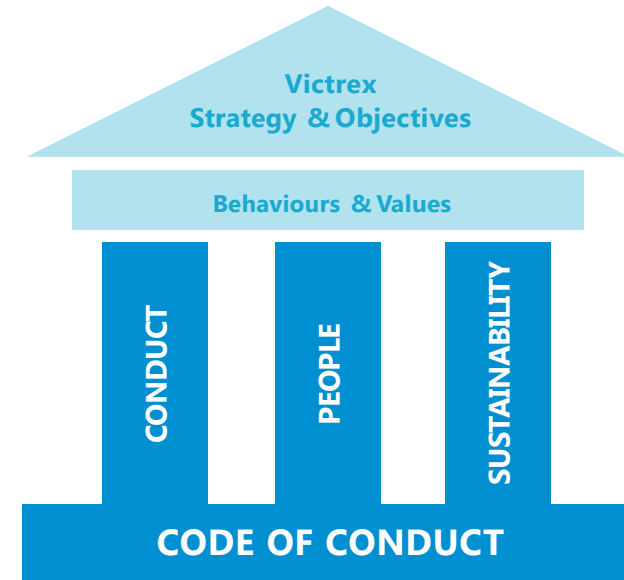 Victrex
Strategy & Objectives
Behaviours & Values
CONDUCT
PEOPLE
SUSTAINABILITY
CODE OF CONDUCT